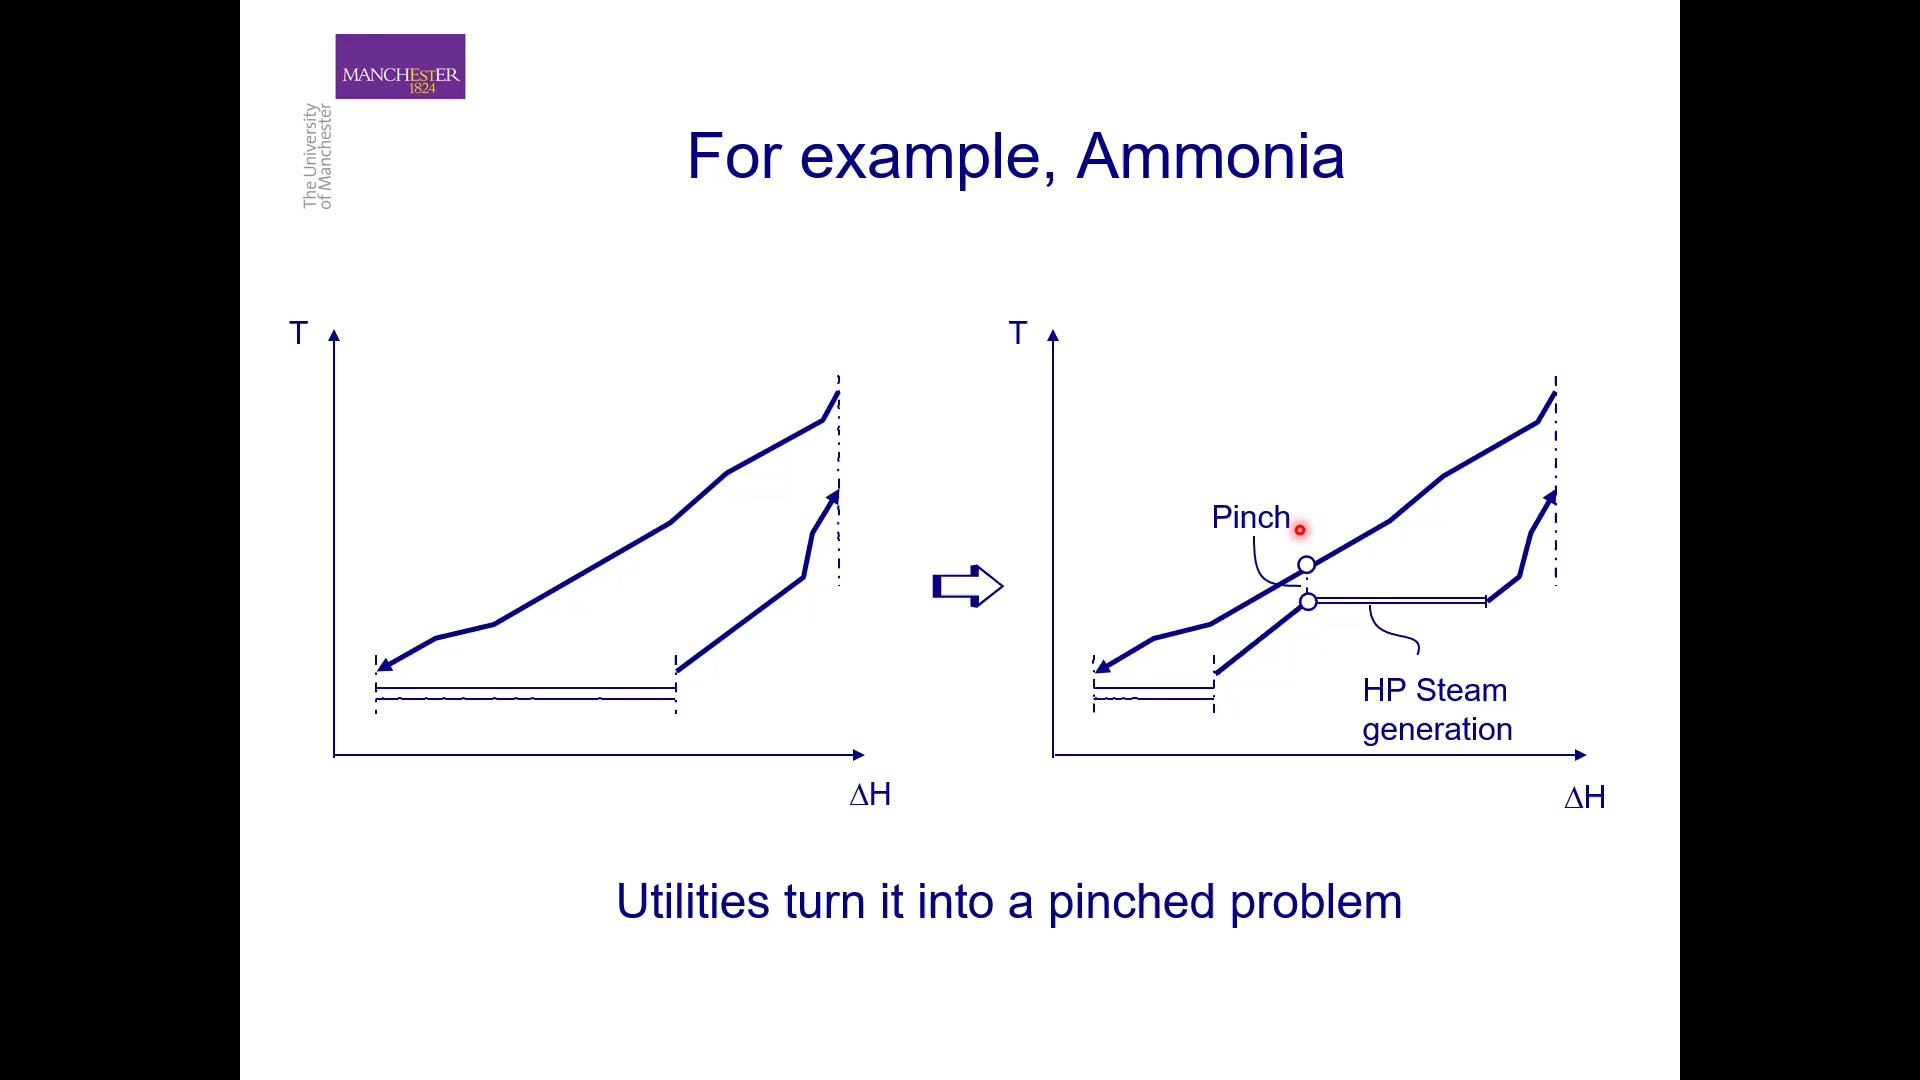 MANCHESTER
1824
The University
of Manchester
For example, Ammonia
T
ΔH
T
Pinch
HP Steam
generation
ΔH
Utilities turn it into a pinched problem